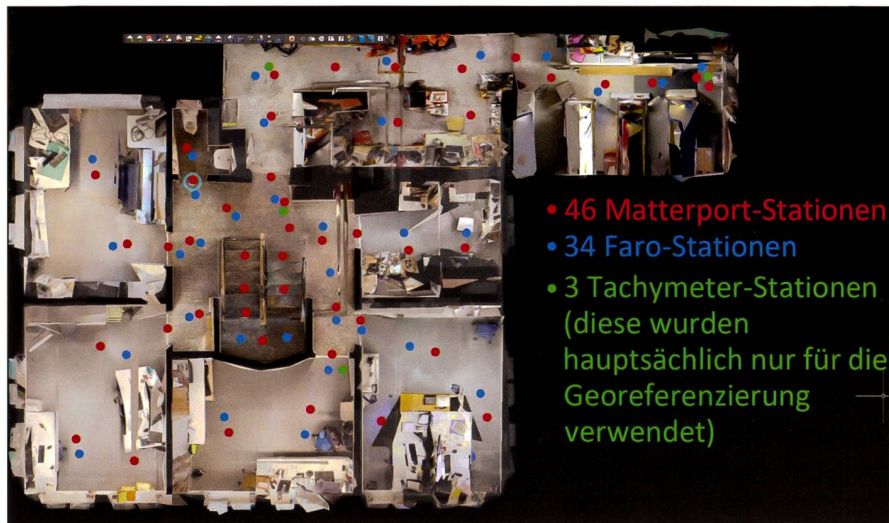 • 46 Matterport-Stationen
• 34 Faro-Stationen
• 3 Tachymeter-Stationen
(diese wurden
hauptsächlich nur für die
Georeferenzierung
verwendet)